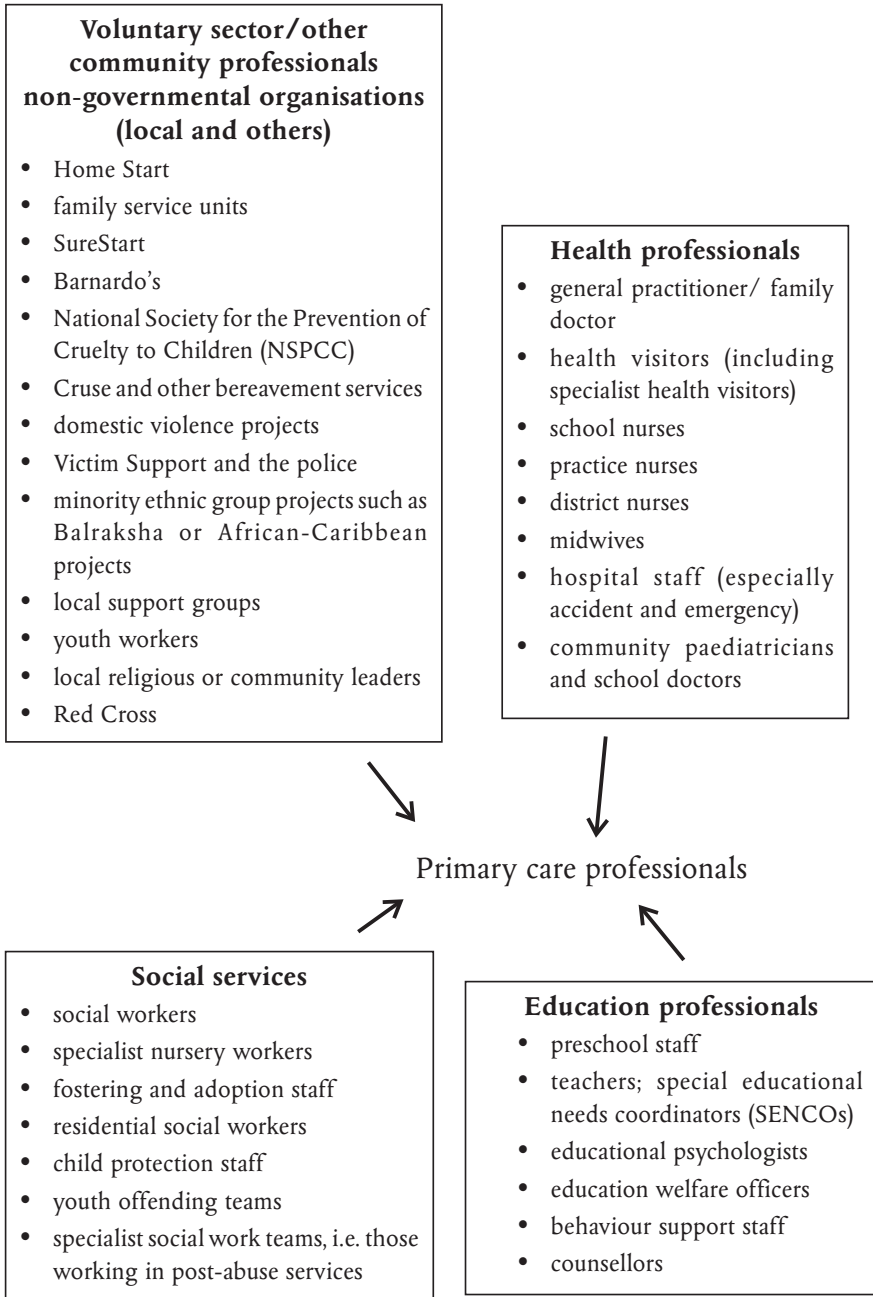 Voluntary sector/other
community professionals
non-governmental organisations
(local and others)
• Home Start
• family service units
• SureStart
• Barnardo's
• National Society for the Prevention of
Cruelty to Children (NSPCC)
• Cruse and other bereavement services
• domestic violence projects
• Victim Support and the police
• minority ethnic group projects such as
Balraksha or African-Caribbean
projects
• local support groups
• youth workers
• local religious or community leaders
• Red Cross
Health professionals
• general practitioner/ family
doctor
• health visitors (including
specialist health visitors)
• school nurses
• practice nurses
• district nurses
• midwives
• hospital staff (especially
accident and emergency)
• community paediatricians
and school doctors
Primary care professionals
Social services
• social workers
• specialist nursery workers
• fostering and adoption staff
• residential social workers
• child protection staff
• youth offending teams
• specialist social work teams, i.e. those
working in post-abuse services
Education professionals
• preschool staff
• teachers; special educational
needs coordinators (SENCOs)
• educational psychologists
• education welfare officers
• behaviour support staff
• counsellors